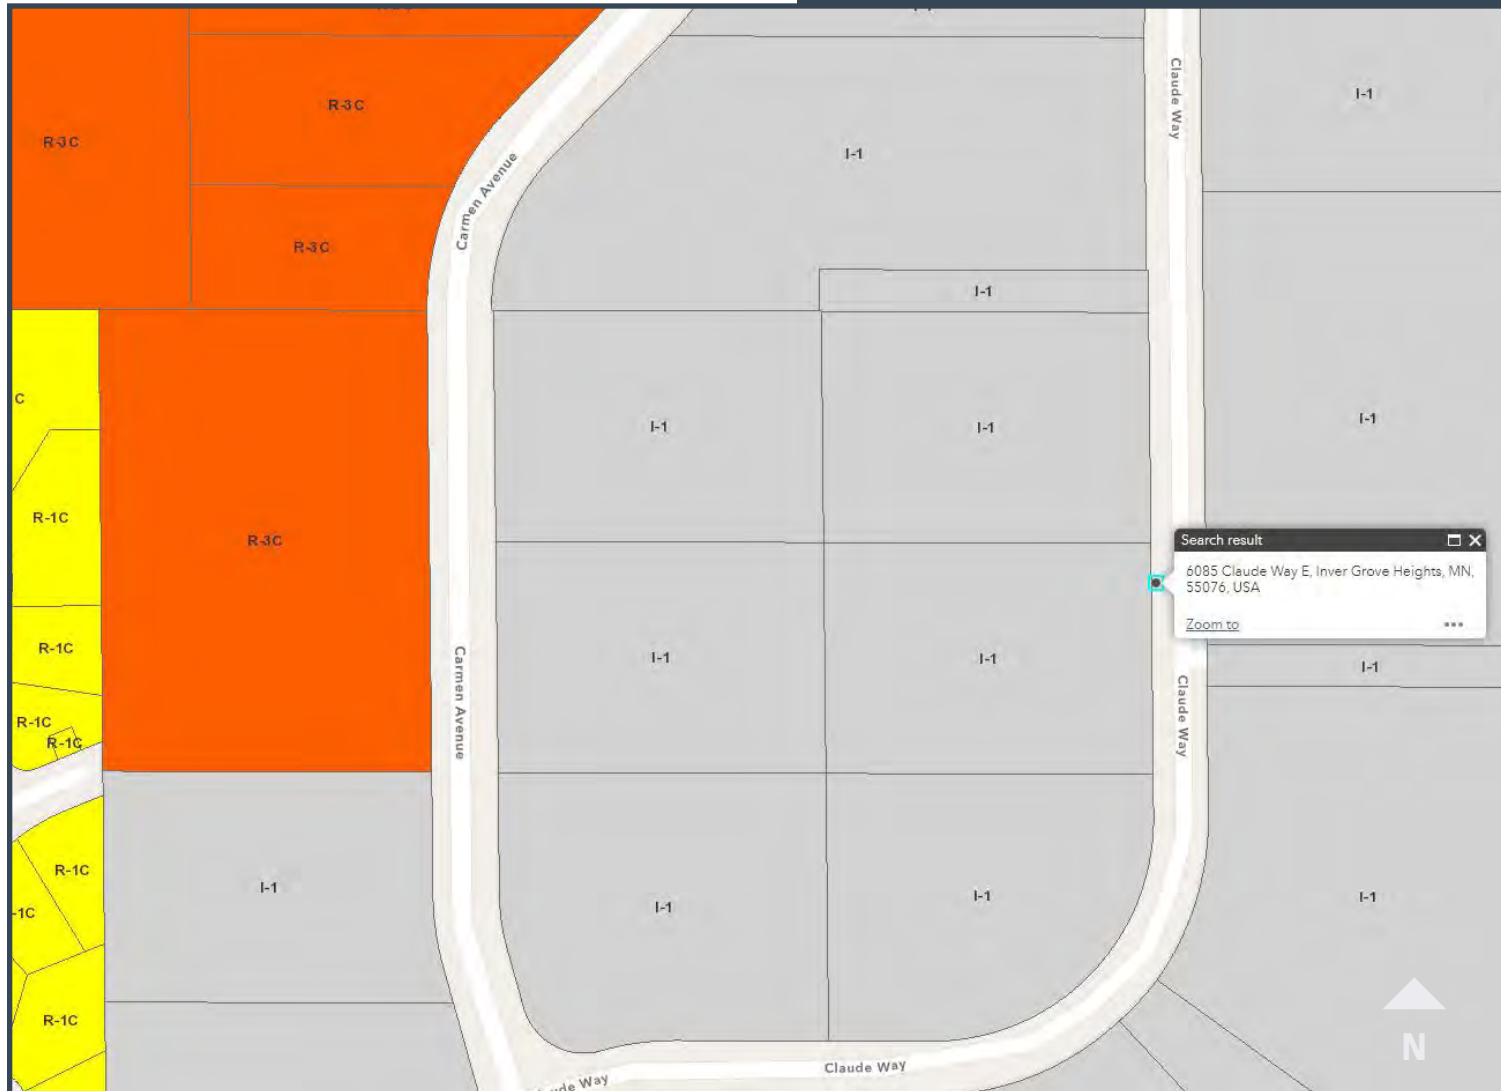 R-3C
R-3C
I-1
Claude Way
I-1
Carmen Avenue
R-3C
I-1
C
I-1
I-1
I-1
R-1C
R-3C
Search result
6085 Claude Way E, Inver Grove Heights, MN,
55076, USA
Zoom to
R-1C
Carmen Avenue
I-1
I-1
I-1
Claude Way
R-1C
R-1C
R-1C
I-1
I-1
I-1
I-1
-1C
R-1C
N
Claude Way
ude Way